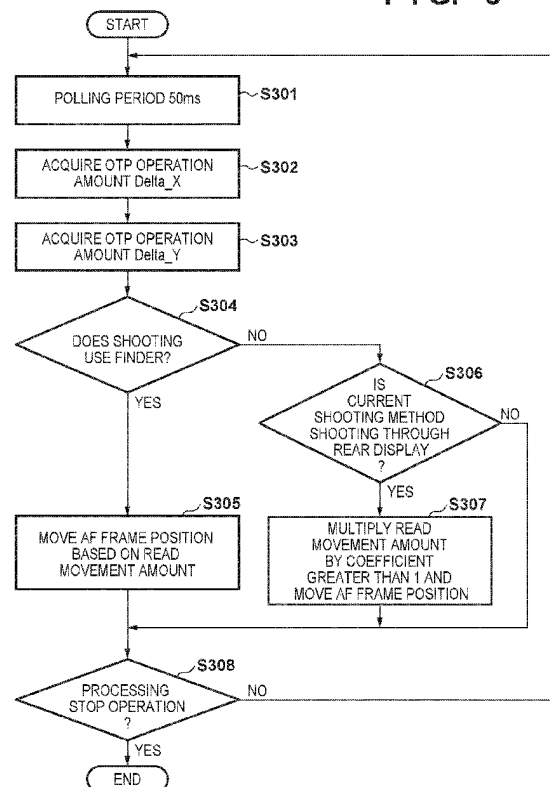 START
POLLING PERIOD 50ms
S301
ACQUIRE OTP OPERATION
AMOUNT Delta_X
S302
ACQUIRE OTP OPERATION
AMOUNT Delta_Y
S303
S304
DOES SHOOTING
USE FINDER?
NO
YES
S306
IS
CURRENT
SHOOTING METHOD
SHOOTING THROUGH
REAR DISPLAY
?
NO
YES
S305
MOVE AF FRAME POSITION
BASED ON READ
MOVEMENT AMOUNT
S307
MULTIPLY READ
MOVEMENT AMOUNT
BY COEFFICIENT
GREATER THAN 1 AND
MOVE AF FRAME POSITION
S308
PROCESSING
STOP OPERATION
?
NO
YES
END